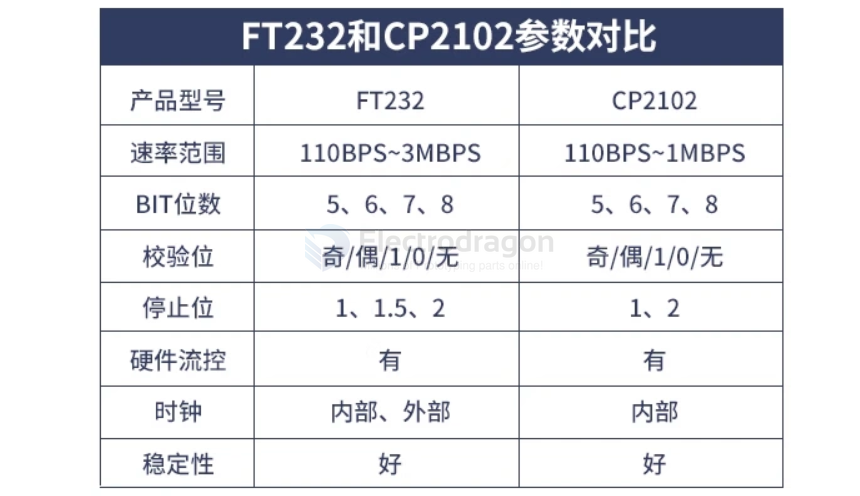 FT232和CP2102参数对比
产品型号 FT232 CP2102
速率范围 110BPS~3MBPS 110BPS~1MBPS
BIT位数 5、6、7、8 5、6、7、8
Electrodragon
校验位 奇/偶/1/0/无 奇/偶/1/0/无
parts online!
停止位 1、1.5、2 1、2
硬件流控 有 有
时钟 内部、外部 内部
稳定性 好 好